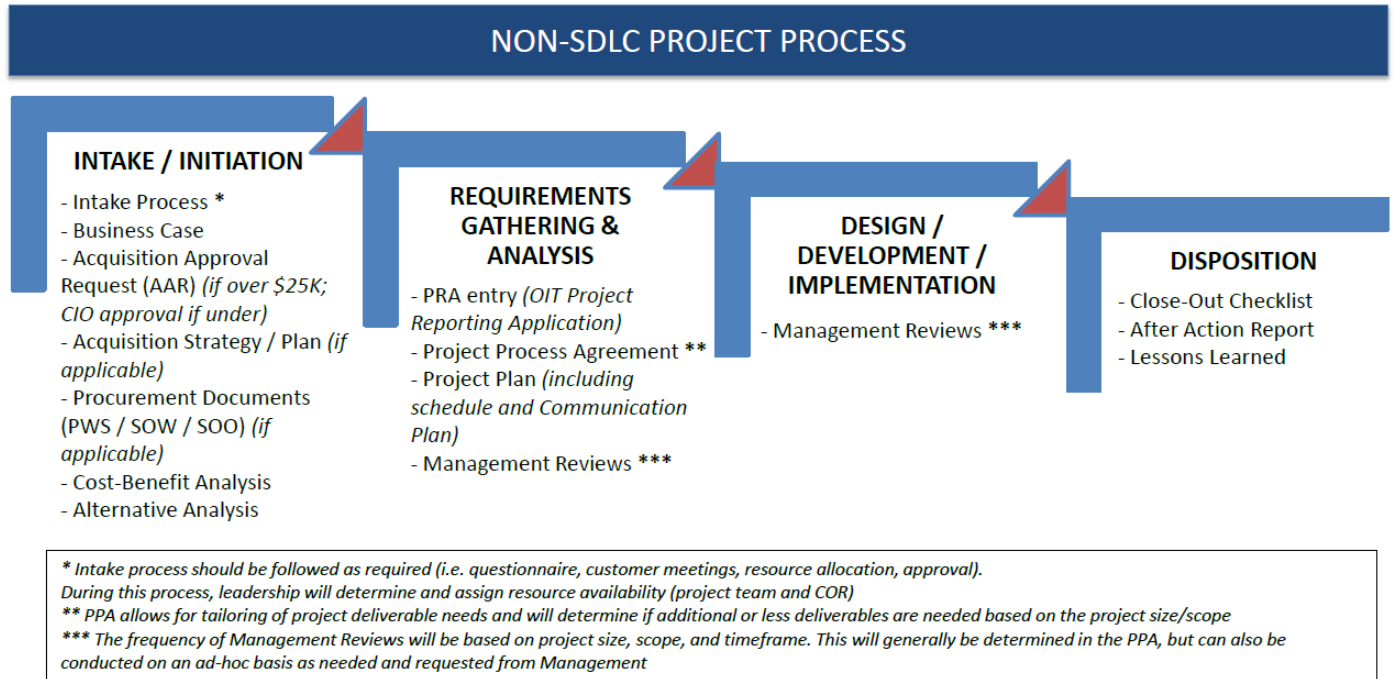 NON-SDLC PROJECT PROCESS
INTAKE / INITIATION
- Intake Process *
- Business Case
- Acquisition Approval
Request (AAR) (if over $25K;
CIO approval if under)
- Acquisition Strategy / Plan (if
applicable)
- Procurement Documents
(PWS / SOW / SOO) (if
applicable)
- Cost-Benefit Analysis
- Alternative Analysis
REQUIREMENTS
GATHERING &
ANALYSIS
- PRA entry (OIT Project
Reporting Application)
- Project Process Agreement **
- Project Plan (including
schedule and Communication
Plan)
- Management Reviews ***
DESIGN /
DEVELOPMENT /
IMPLEMENTATION
- Management Reviews ***
DISPOSITION
- Close-Out Checklist
- After Action Report
- Lessons Learned
* Intake process should be followed as required (i.e. questionnaire, customer meetings, resource allocation, approval).
During this process, leadership will determine and assign resource availability (project team and COR)
** PPA allows for tailoring of project deliverable needs and will determine if additional or less deliverables are needed based on the project size/scope
*** The frequency of Management Reviews will be based on project size, scope, and timeframe. This will generally be determined in the PPA, but can also be
conducted on an ad-hoc basis as needed and requested from Management